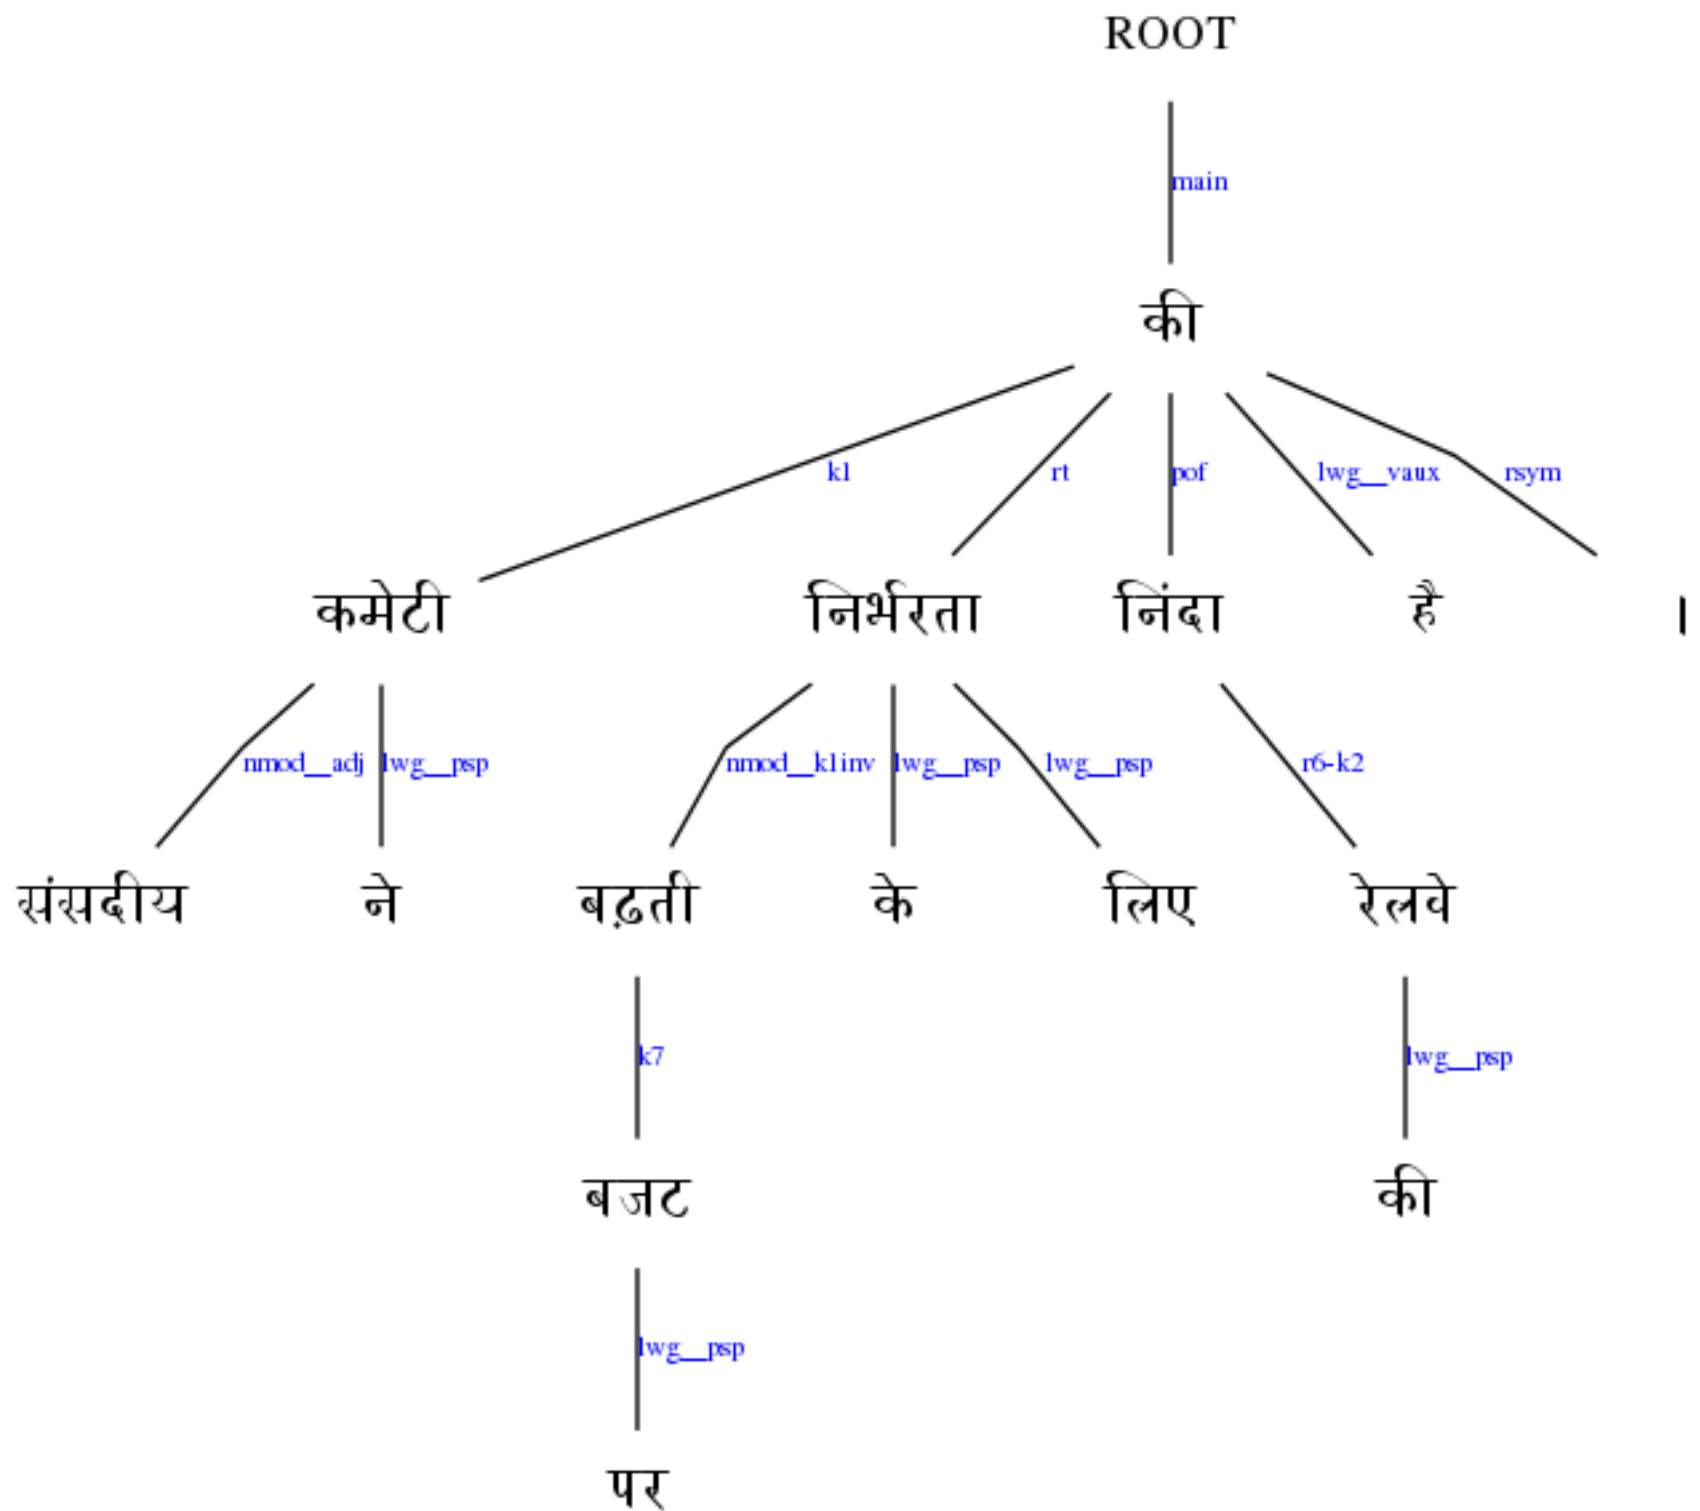 ROOT
main
की
k1 rt pof lwg__vaux rsym
कमेटी निर्भरता निंदा है ।
nmod__adj lwg__psp nmod__k1inv lwg__psp lwg__psp r6-k2
संसदीय ने बढ़ती के लिए रेलवे
k7 lwg__psp
बजट की
lwg__psp
पर